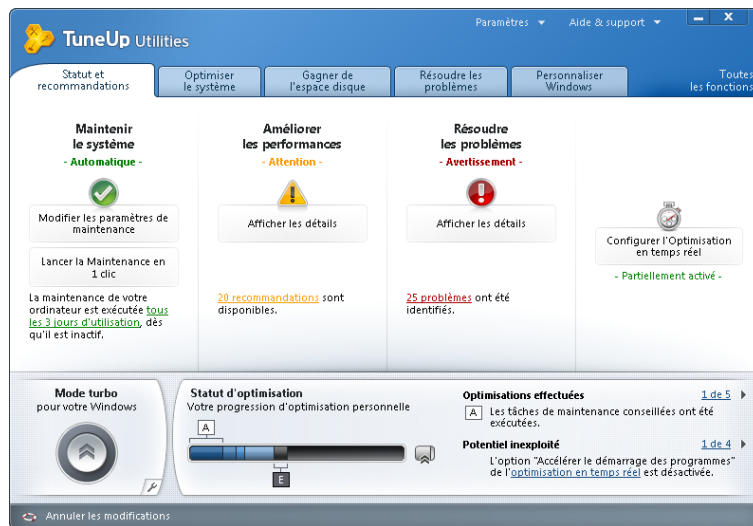 Paramètres
Aide & support
TuneUp Utilities
Statut et
recommandations
Optimiser
le système
Gagner de
l'espace disque
Résoudre les
problèmes
Personnaliser
Windows
Toutes
les fonction
Maintenir
le système
- Automatique -
Modifier les paramètres de
maintenance
Lancer la Maintenance en
1 clic
La maintenance de votre
ordinateur est exécutée tous
les 3 jours d'utilisation, dès
qu'il est inactif.
Améliorer
les performances
- Attention -
Afficher les détails
20 recommandations sont
disponibles.
Résoudre
les problèmes
- Avertissement -
Afficher les détails
25 problèmes ont été
identifiés.
Configurer l'Optimisation
en temps réel
- Partiellement activé -
Mode turbo
pour votre Windows
Statut d'optimisation
Votre progression d'optimisation personnelle
A
E
Optimisations effectuées
1 de 5
A Les tâches de maintenance conseillées ont été
exécutées.
Potentiel inexploité
1 de 4
L'option "Accélérer le démarrage des programmes"
de l'optimisation en temps réel est désactivée.
Annuler les modifications